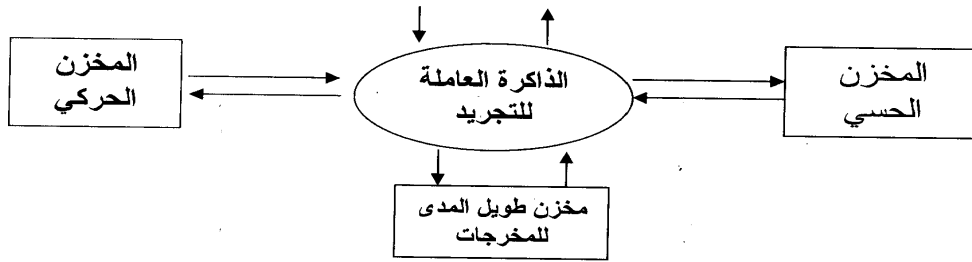 المخزن
الحسي
الذاكرة العاملة
للتجريد
المخزن
الحركي
مخزن طويل المدى
للمخرجات